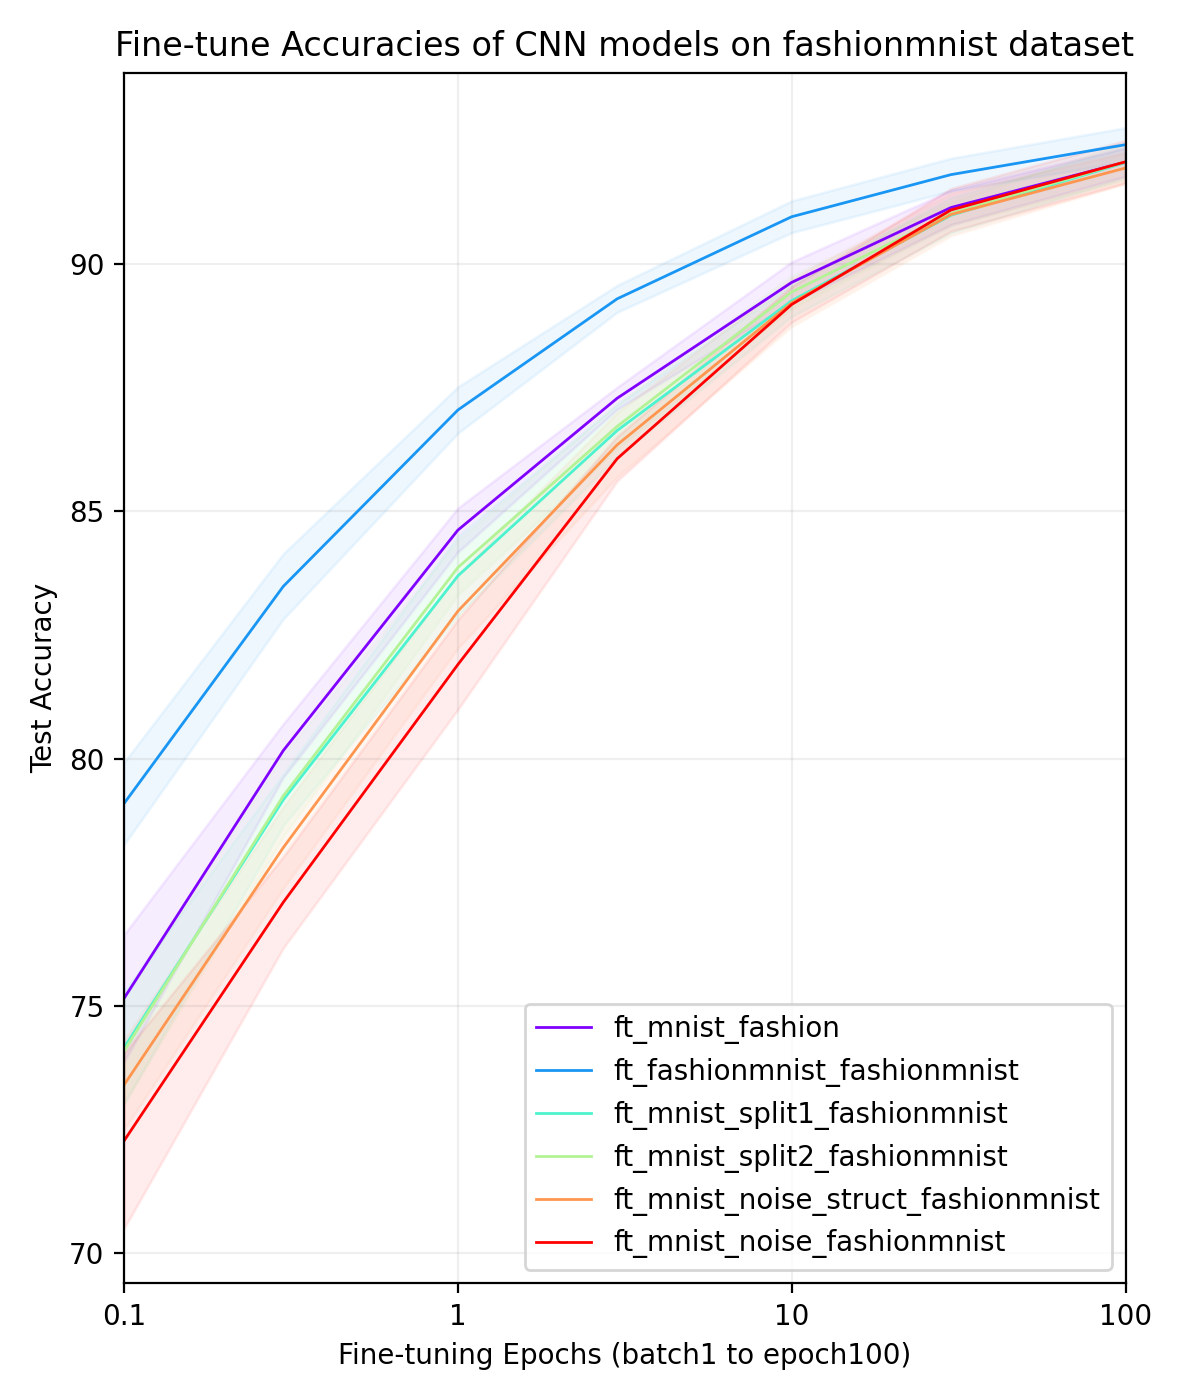 Fine-tune Accuracies of CNN models on fashionmnist dataset
Test Accuracy
90
85
80
75
70
ft_mnist_fashion
ft_fashionmnist_fashionmnist
ft_mnist_split1_fashionmnist
ft_mnist_split2_fashionmnist
ft_mnist_noise_struct_fashionmnist
ft_mnist_noise_fashionmnist
0.1 1 10 100
Fine-tuning Epochs (batch1 to epoch100)